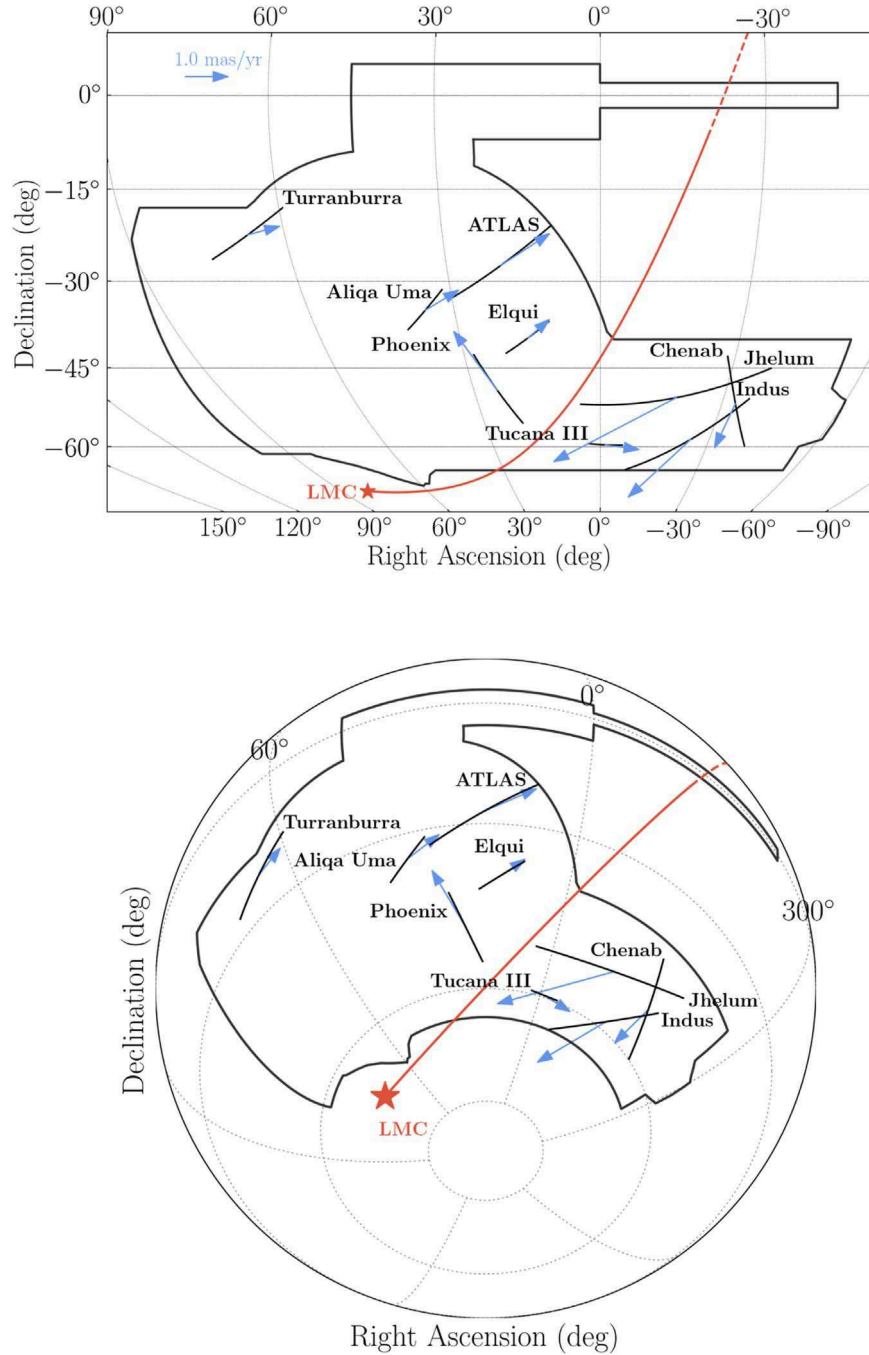 90° 60° 30° 0° −30°
1.0 mas/yr
0°
−15°
−30°
−45°
−60°
Declination (deg)
Turranburra
ATLAS
Aliqa Uma
Elqui
Phoenix
Chenab
Jhelum
Indus
Tucana III
LMC
150° 120° 90° 60° 30° 0° −30° −60° −90°
Right Ascension (deg)
0°
60°
300°
ATLAS
Turranburra
Aliqa Uma
Elqui
Phoenix
Chenab
Tucana III
Jhelum
Indus
LMC
Declination (deg)
Right Ascension (deg)